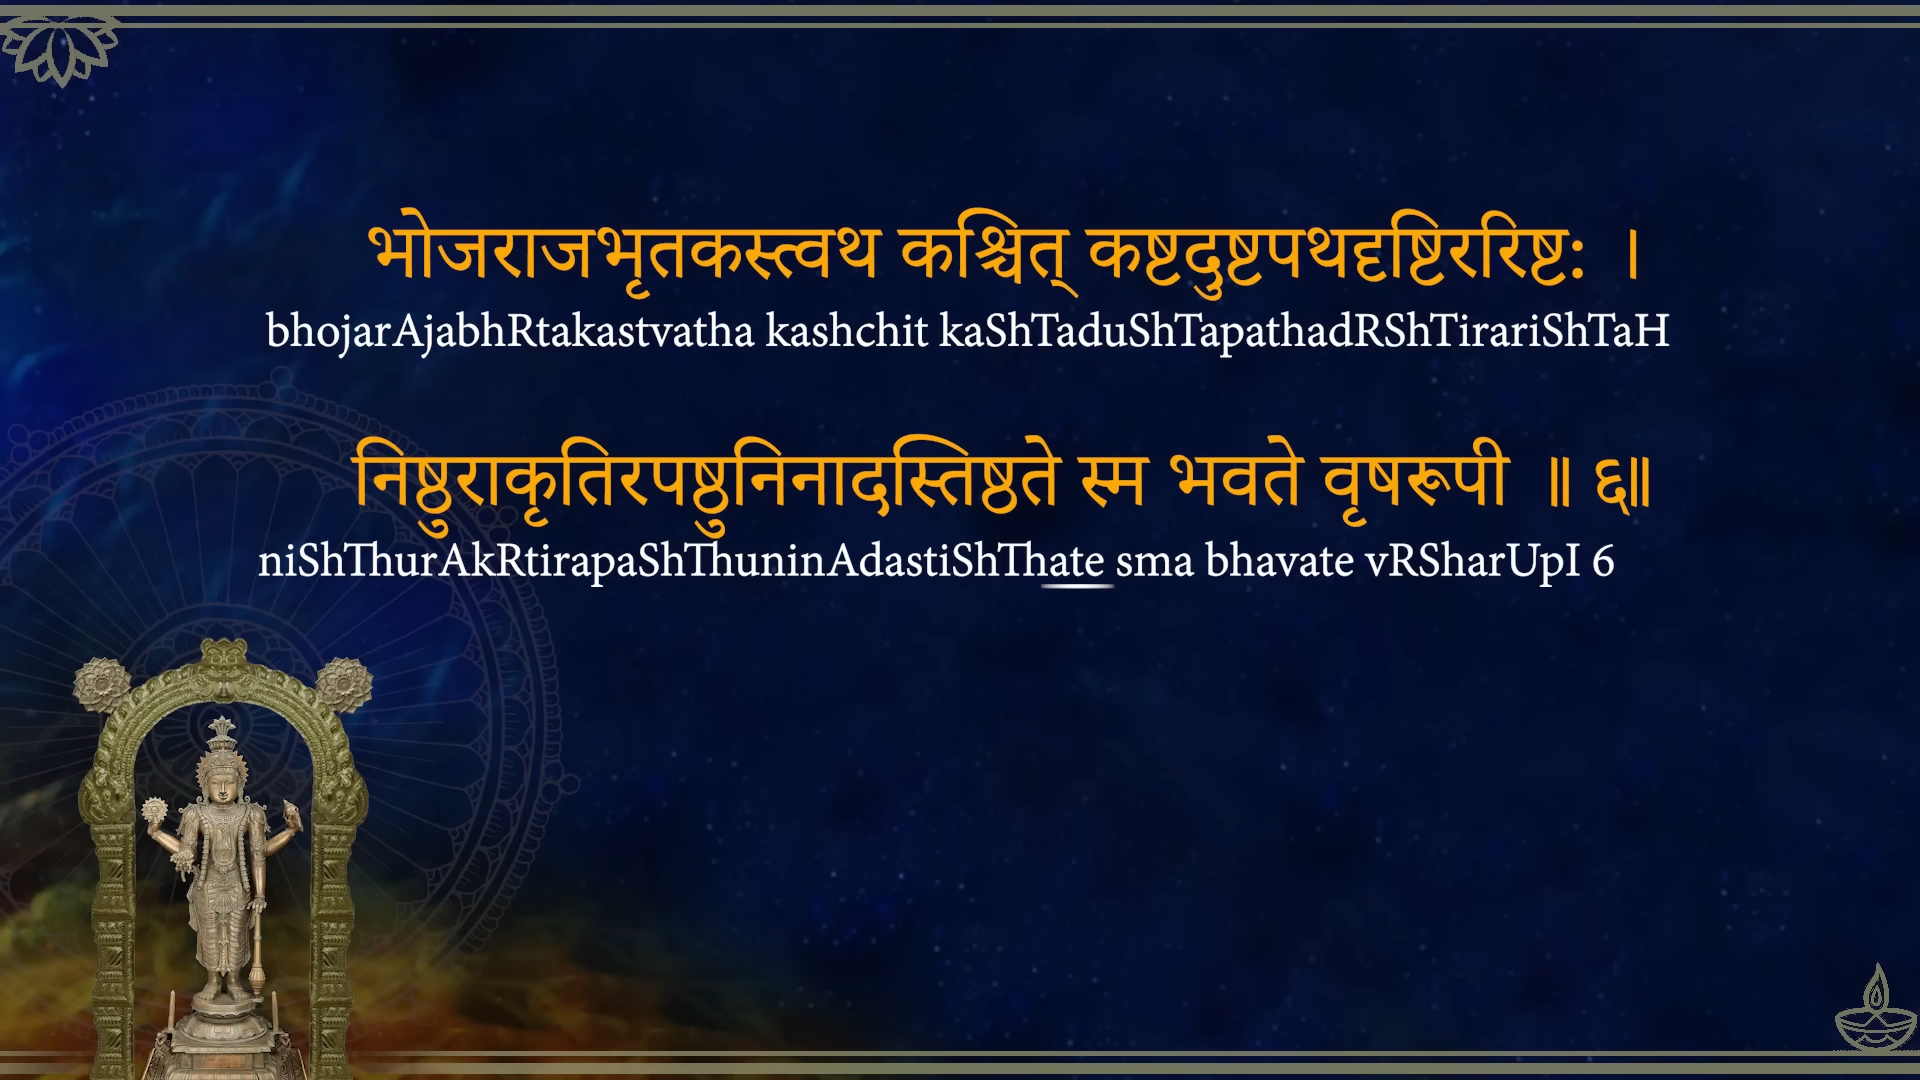 भोजराजभृतकस्त्वथ कश्चित् कष्टदुष्टपथदृष्टिररिष्टः ।
bhojarAjabhRtakastvatha kashchit kaShTaduShTapathadRShTirariShTaH
निष्ठुराकृतिरपष्ठुनिनादस्तिष्ठते स्म भवते वृषरूपी ॥ ६॥
niShThurAkRtirapaShThuninAdastiShThate sma bhavate vRSharUpI 6